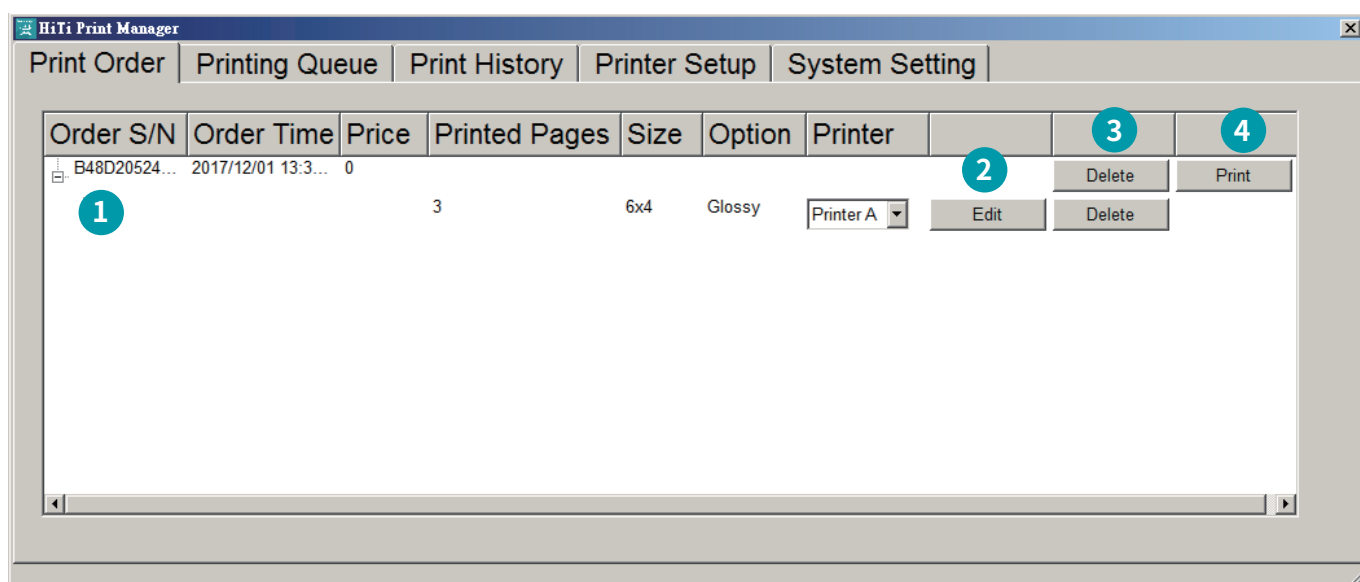 HiTi Print Manager
Print Order Printing Queue Print History Printer Setup System Setting
Order S/N Order Time Price Printed Pages Size Option Printer 3 4
B48D20524... 2017/12/01 13:3... 0 2 Delete Print
1 3 6x4 Glossy Printer A Edit Delete